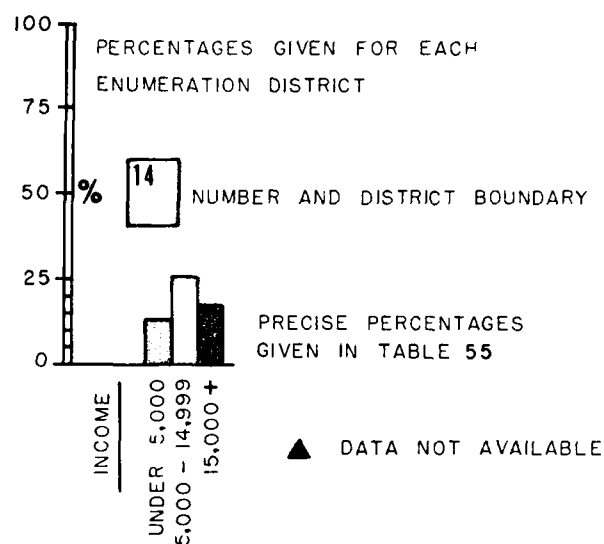 100
PERCENTAGES GIVEN FOR EACH
ENUMERATION DISTRICT
75
14
50 % NUMBER AND DISTRICT BOUNDARY
25
PRECISE PERCENTAGES
GIVEN IN TABLE 55
0
INCOME
UNDER 5,000
5,000 - 14,999
15,000 +
▲ DATA NOT AVAILABLE